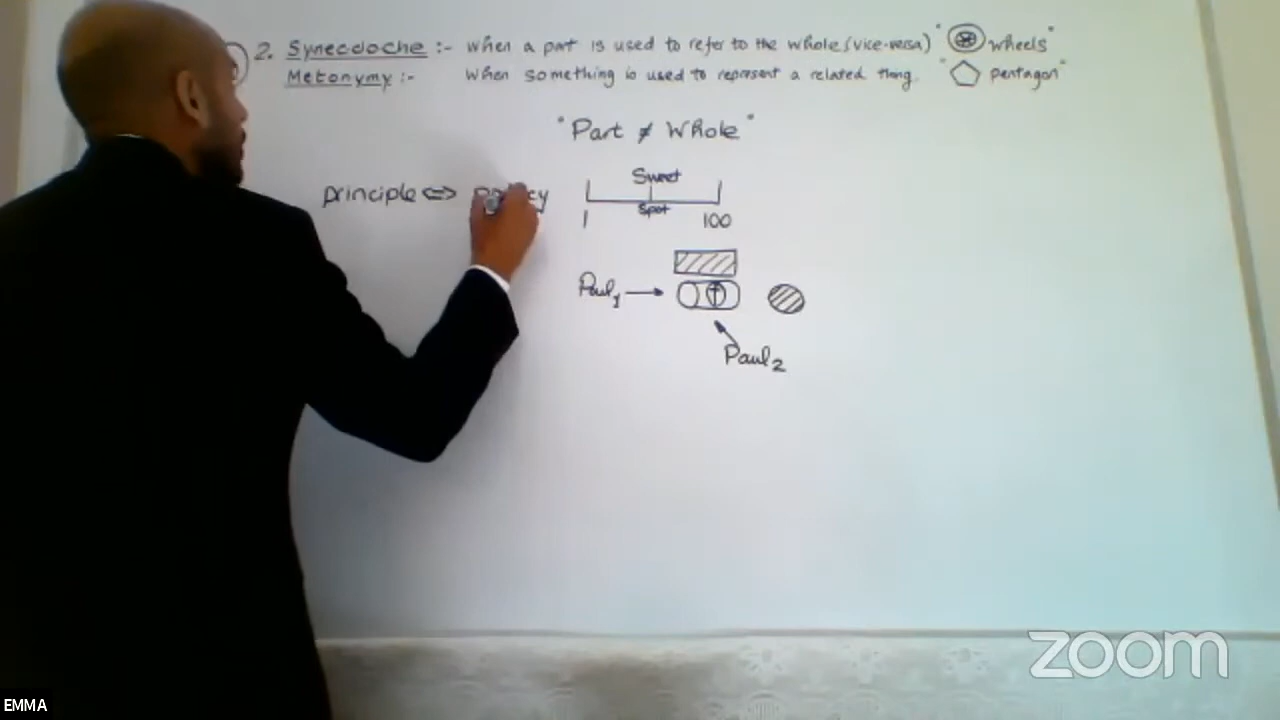 2. Synecdoche :- When a part is used to refer to the whole (vice-versa) " wheels"
Metonymy :- When something is used to represent a related thing. " pentagon"
"Part ≠ Whole"
principle ⇔
Sweet
Spot
1 100
Paul1
Paul2
zoom
EMMA